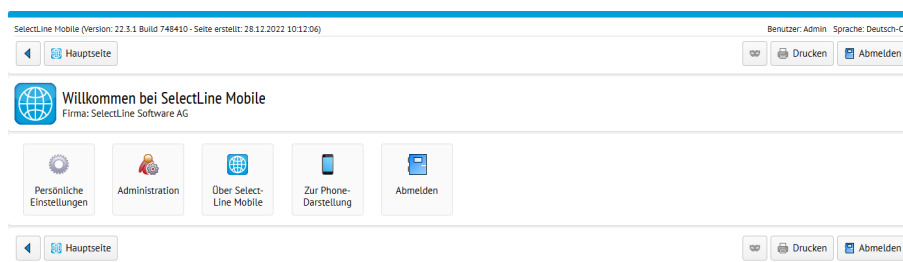 SelectLine Mobile (Version: 22.3.1 Build 748410 - Seite erstellt: 28.12.2022 10:12:06)
Benutzer: Admin Sprache: Deutsch-C
Hauptseite
Drucken
Abmelden
Willkommen bei SelectLine Mobile
Firma: SelectLine Software AG
Persönliche
Einstellungen
Administration
Über Select-
Line Mobile
Zur Phone-
Darstellung
Abmelden
Hauptseite
Drucken
Abmelden